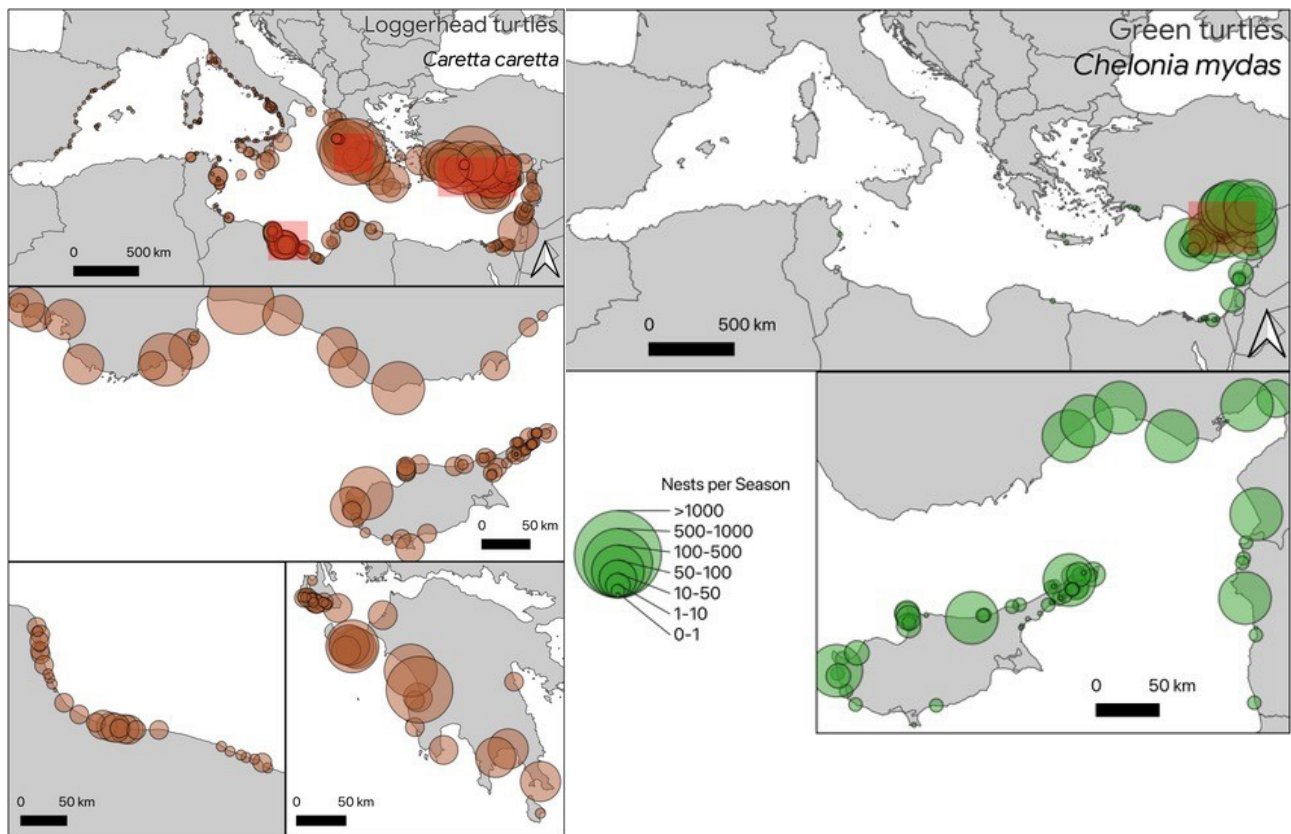 Loggerhead turtles
Caretta caretta
0 500 km
0 50 km
0 50 km
0 50 km
Green turtles
Chelonia mydas
0 500 km
Nests per Season
>1000
500-1000
100-500
50-100
10-50
1-10
0-1
0 50 km